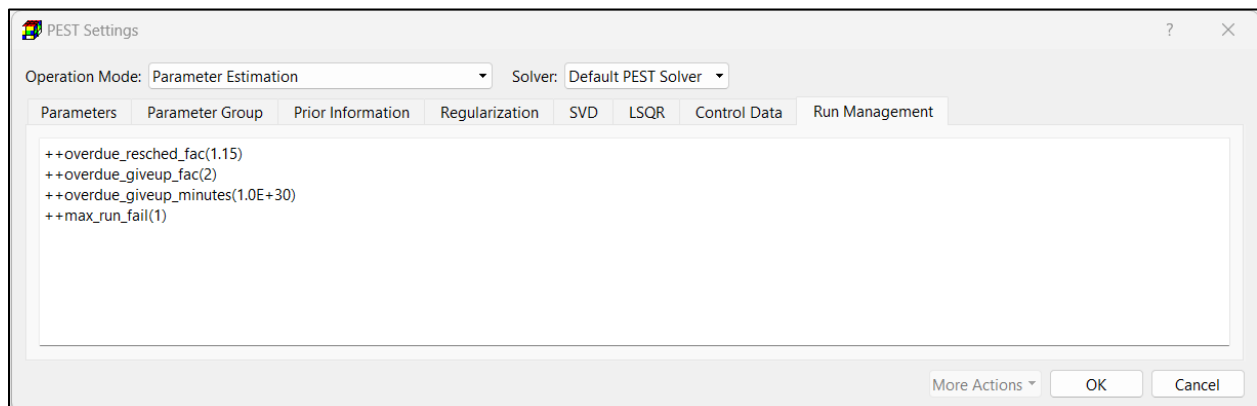 PEST Settings
?
Operation Mode: Parameter Estimation Solver: Default PEST Solver
Parameters Parameter Group Prior Information Regularization SVD LSQR Control Data Run Management
++overdue_resched_fac(1.15)
++overdue_giveup_fac(2)
++overdue_giveup_minutes(1.0E+30)
++max_run_fail(1)
More Actions OK Cancel